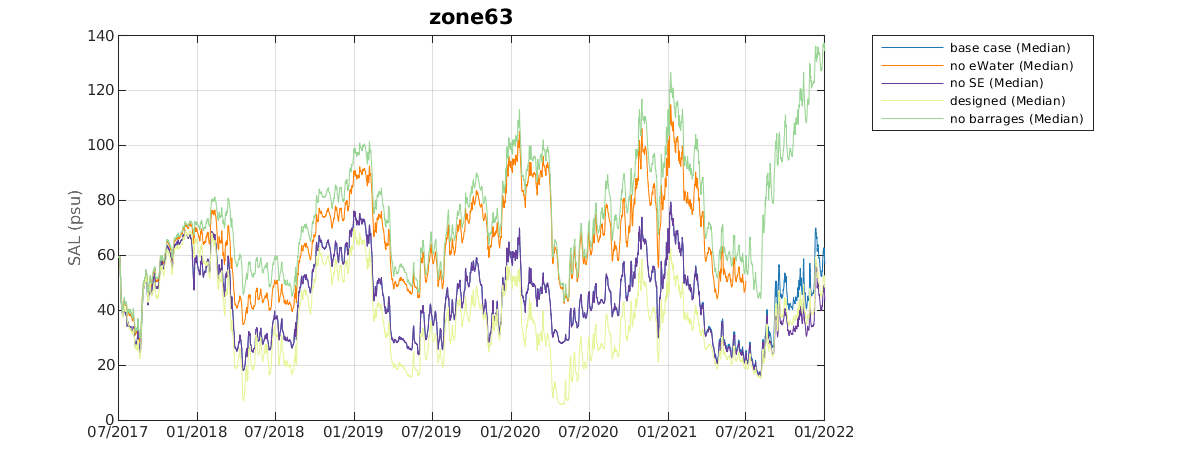 zone63
140
120
100
80
60
40
20
0
SAL (psu)
07/2017 01/2018 07/2018 01/2019 07/2019 01/2020 07/2020 01/2021 07/2021 01/2022
base case (Median)
no eWater (Median)
no SE (Median)
designed (Median)
no barrages (Median)